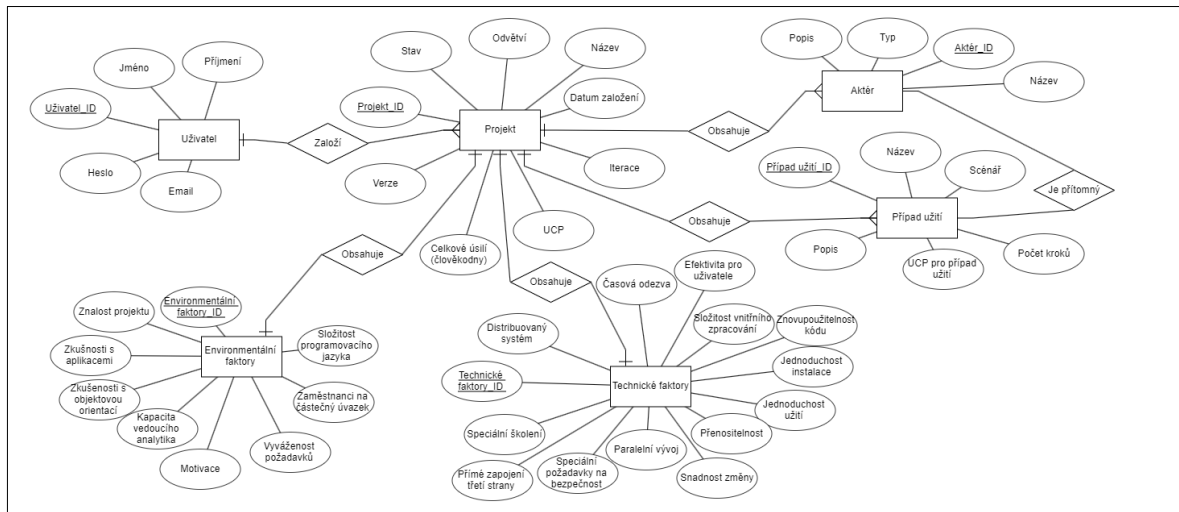 Stav
Odvětví
Název
Datum založení
Iterace
UCP
Celkové úsilí
(člověkodny)
Verze
Projekt_ID
Projekt
Jméno
Příjmení
Uživatel_ID
Uživatel
Heslo
Email
Založí
Popis
Typ
Aktér_ID
Název
Aktér
Obsahuje
Je přítomný
Případ užití_ID
Název
Scénář
Případ užití
Obsahuje
Popis
UCP pro případ
užití
Počet kroků
Obsahuje
Znalost projektu
Environmentální
faktory_ID
Složitost
programovacího
jazyka
Zkušnosti s
aplikacemi
Environmentální
faktory
Zkušenosti s
objektovou
orientací
Kapacita
vedoucího
analytika
Motivace
Vyváženost
požadavků
Zaměstnanci na
částečný úvazek
Obsahuje
Časová odezva
Efektivita pro
uživatele
Distribuovaný
systém
Složitost vnitřního
zpracování
Znovupoužitelnost
kódu
Technické
faktory_ID
Technické faktory
Jednoduchost
instalace
Jednoduchost
užití
Speciální školení
Přenositelnost
Přímé zapojení
třetí strany
Speciální
požadavky na
bezpečnost
Paralelní vývoj
Snadnost změny